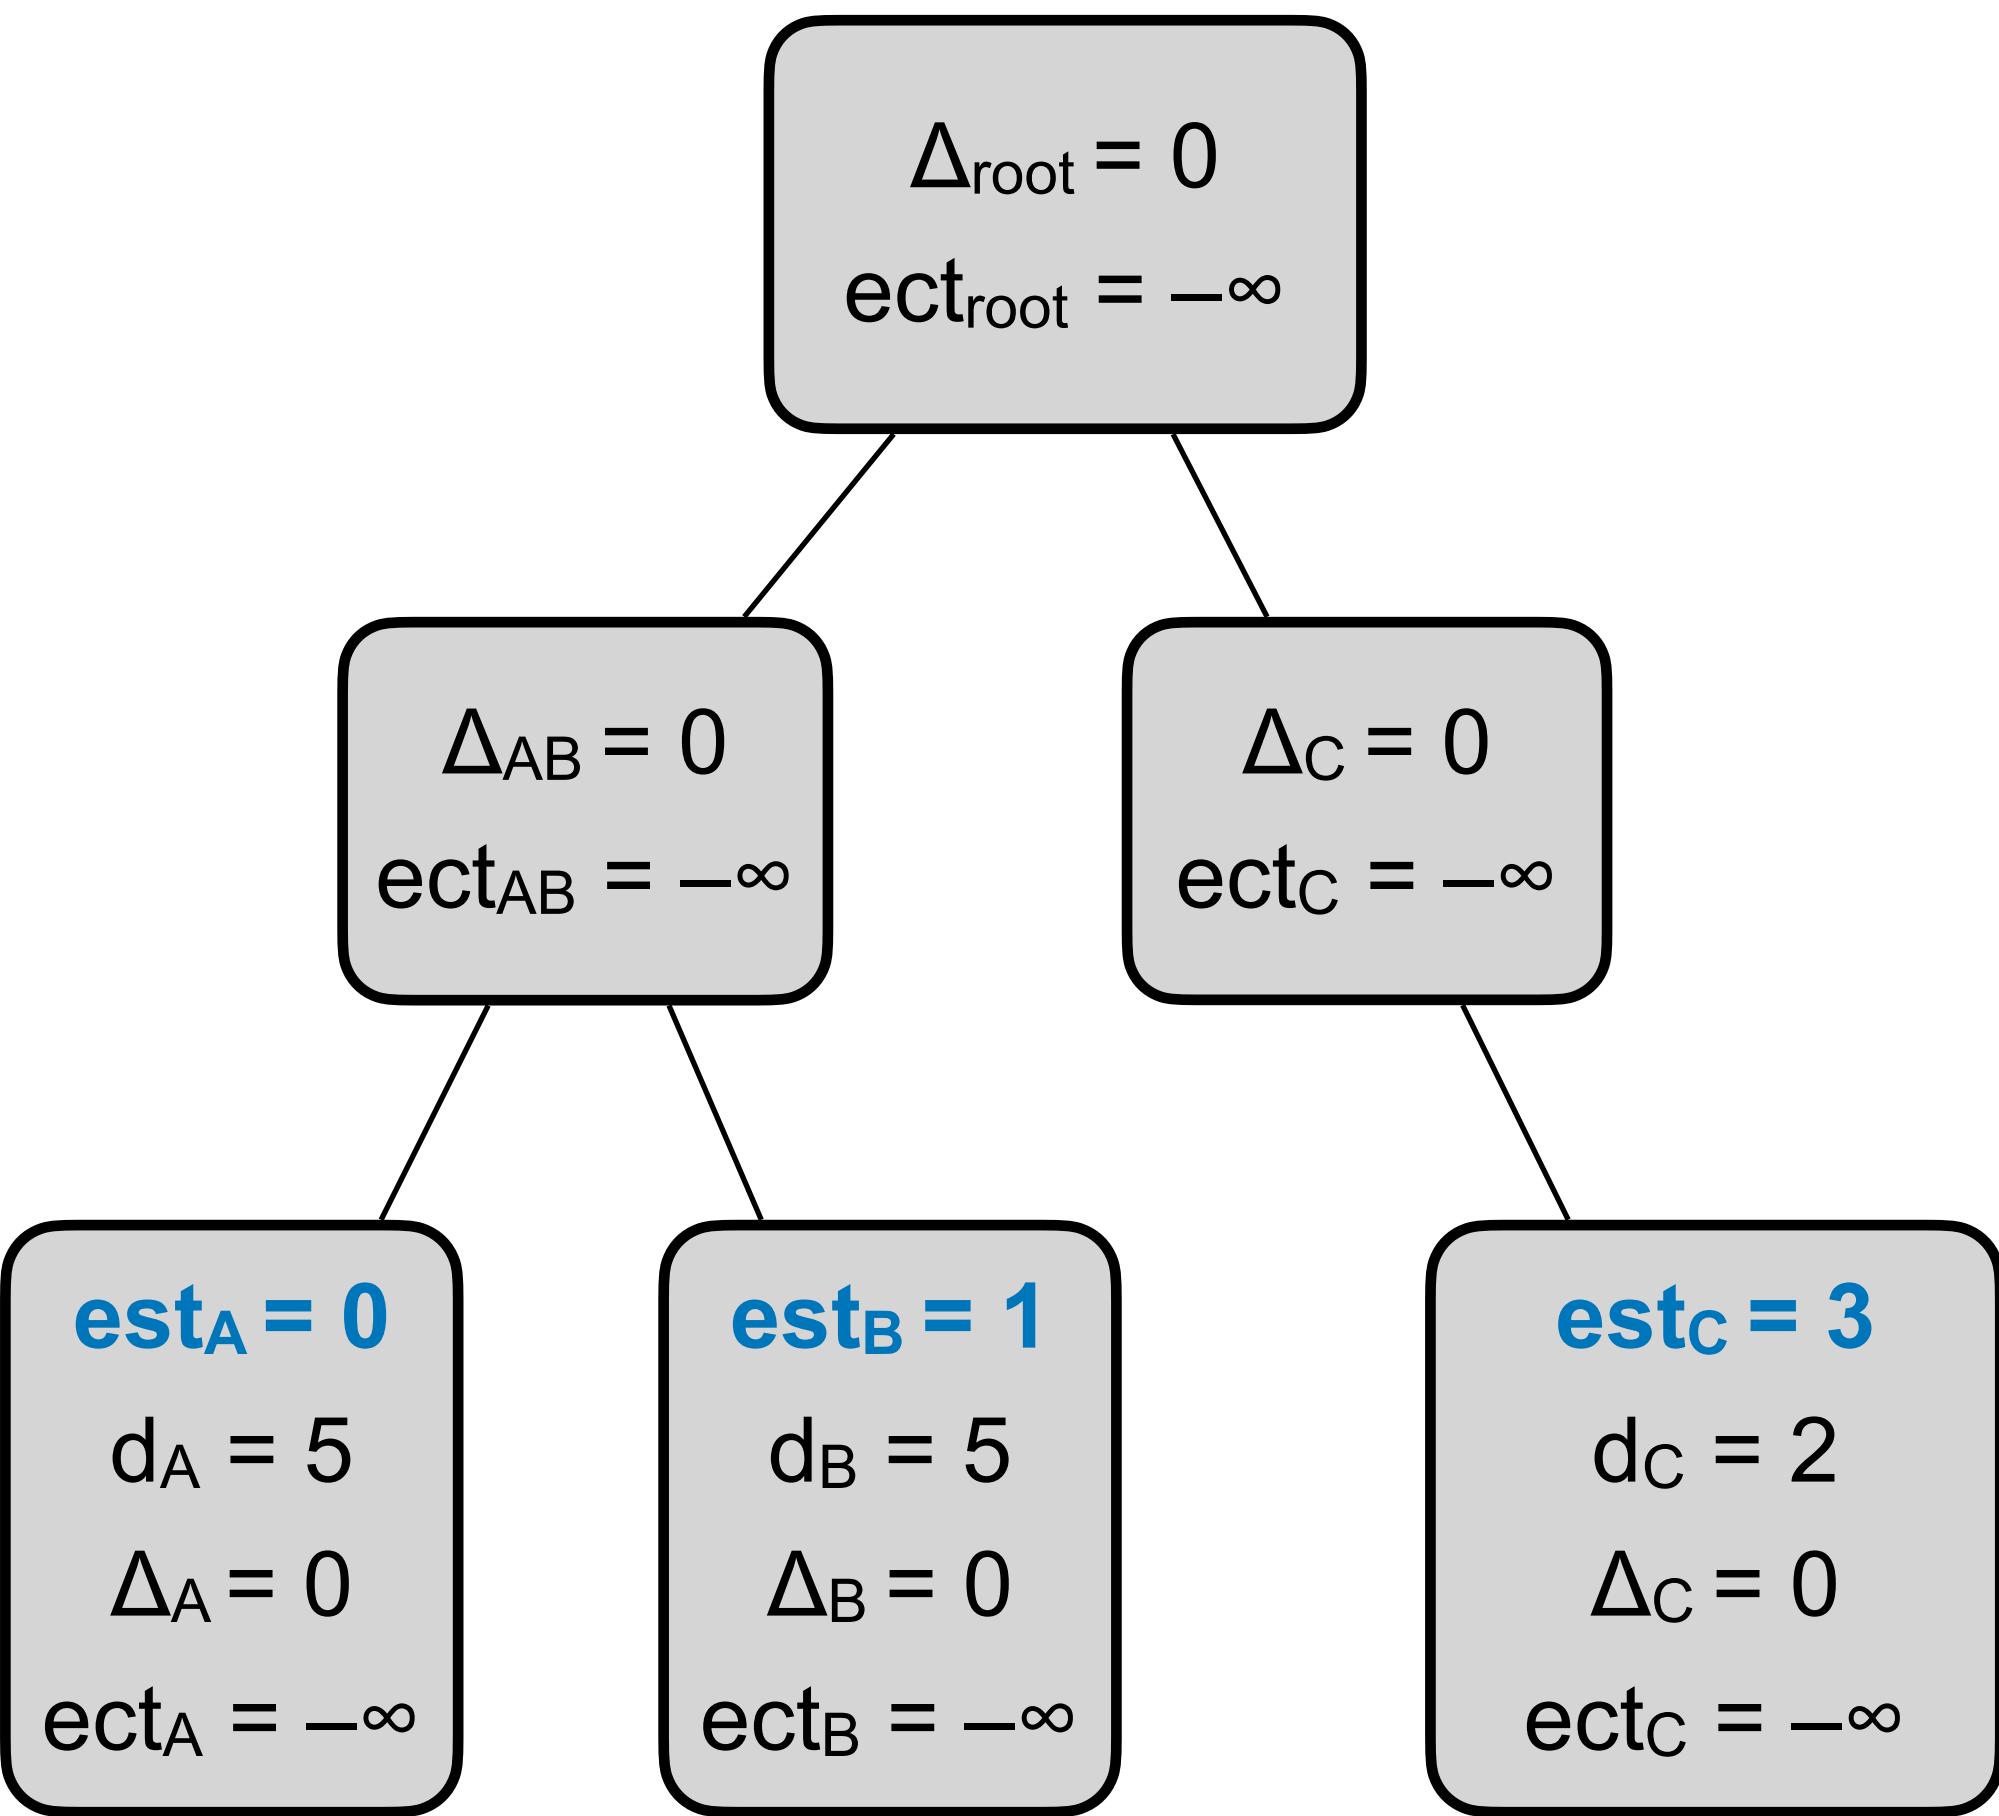 Δroot = 0
ectroot = –∞
ΔAB = 0
ectAB = –∞
ΔC = 0
ectC = –∞
estA = 0
dA = 5
ΔA = 0
ectA = –∞
estB = 1
dB = 5
ΔB = 0
ectB = –∞
estC = 3
dC = 2
ΔC = 0
ectC = –∞